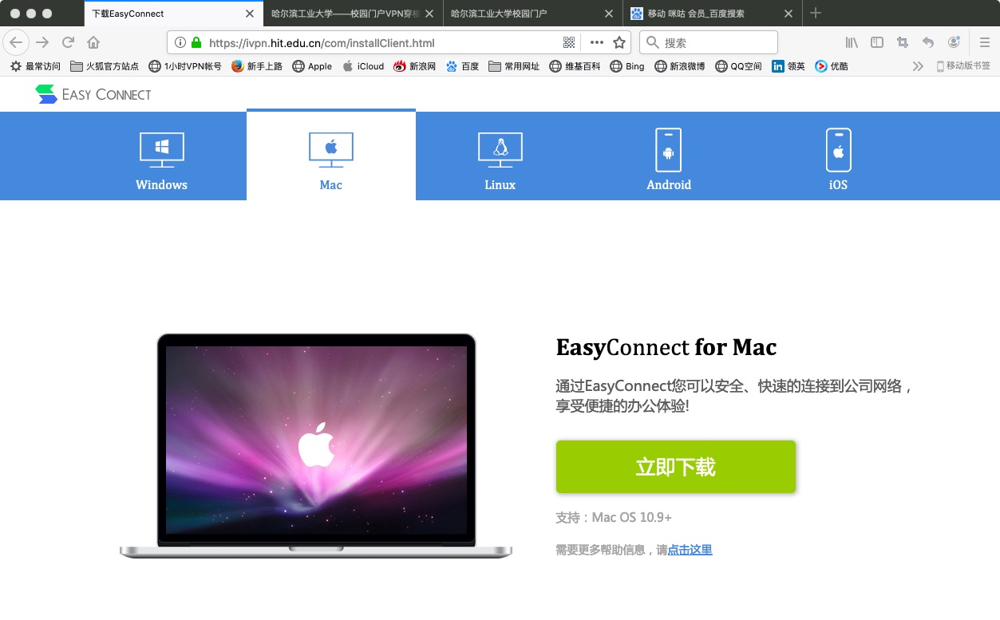 下载EasyConnect
哈尔滨工业大学——校园门户VPN穿梭
哈尔滨工业大学校园门户
移动 咪咕 会员_百度搜索
https://ivpn.hit.edu.cn/com/installClient.html
搜索
最常访问 火狐官方站点 1小时VPN帐号 新手上路 Apple iCloud 新浪网 百度 常用网址 维基百科 Bing 新浪微博 QQ空间 领英 优酷 移动版书签
EASY CONNECT
Windows
Mac
Linux
Android
iOS
EasyConnect for Mac
通过EasyConnect您可以安全、快速的连接到公司网络，
享受便捷的办公体验!
立即下载
支持：Mac OS 10.9+
需要更多帮助信息，请点击这里